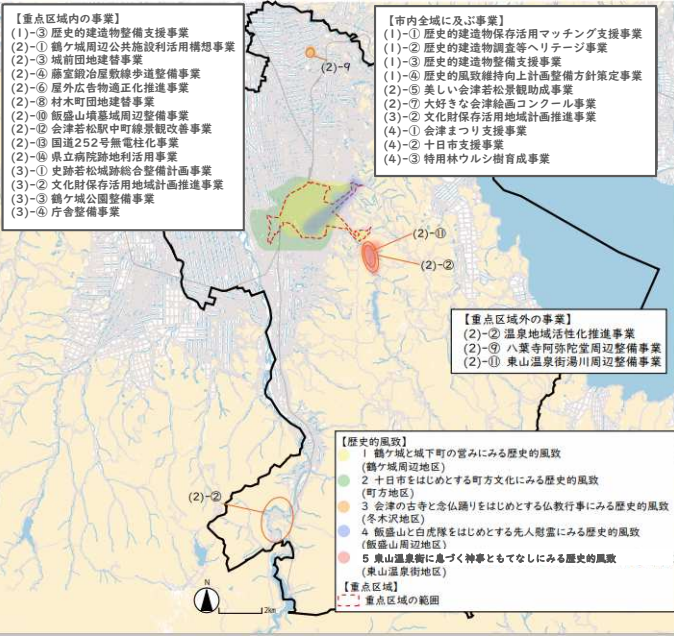 【重点区域内の事業】
(1)-③ 歴史的建造物整備支援事業
(2)-① 鶴ケ城周辺公共施設利活用構想事業
(2)-③ 城前団地建替事業
(2)-④ 藤室鍛冶屋敷線歩道整備事業
(2)-⑥ 屋外広告物適正化推進事業
(2)-⑧ 材木町団地建替事業
(2)-⑩ 飯盛山墳墓域周辺整備事業
(2)-⑫ 会津若松駅中町線景観改善事業
(2)-⑬ 国道252号無電柱化事業
(2)-⑭ 県立病院跡地利活用事業
(3)-① 史跡若松城跡総合整備計画事業
(3)-② 文化財保存活用地域計画推進事業
(3)-③ 鶴ケ城公園整備事業
(3)-④ 庁舎整備事業
【市内全域に及ぶ事業】
(1)-① 歴史的建造物保存活用マッチング支援事業
(1)-② 歴史的建造物調査等ヘリテージ事業
(1)-③ 歴史的建造物整備支援事業
(1)-④ 歴史的風致維持向上計画整備方針策定事業
(2)-⑤ 美しい会津若松景観助成事業
(2)-⑦ 大好きな会津絵画コンクール事業
(3)-② 文化財保存活用地域計画推進事業
(4)-① 会津まつり支援事業
(4)-② 十日市支援事業
(4)-③ 特用林ウルシ樹育成事業
(2)-9
(2)-⑪
(2)-②
【重点区域外の事業】
(2)-② 温泉地域活性化推進事業
(2)-⑨ 八葉寺阿弥陀堂周辺整備事業
(2)-⑪ 東山温泉街湯川周辺整備事業
(2)-②
【歴史的風致】
1 鶴ケ城と城下町の営みにみる歴史的風致
(鶴ケ城周辺地区)
2 十日市をはじめとする町方文化にみる歴史的風致
(町方地区)
3 会津の古寺と念仏踊りをはじめとする仏教行事にみる歴史的風致
(冬木沢地区)
4 飯盛山と白虎隊をはじめとする先人慰霊にみる歴史的風致
(飯盛山周辺地区)
5 東山温泉街に息づく神事ともてなしにみる歴史的風致
(東山温泉街地区)
【重点区域】
重点区域の範囲
N
2km